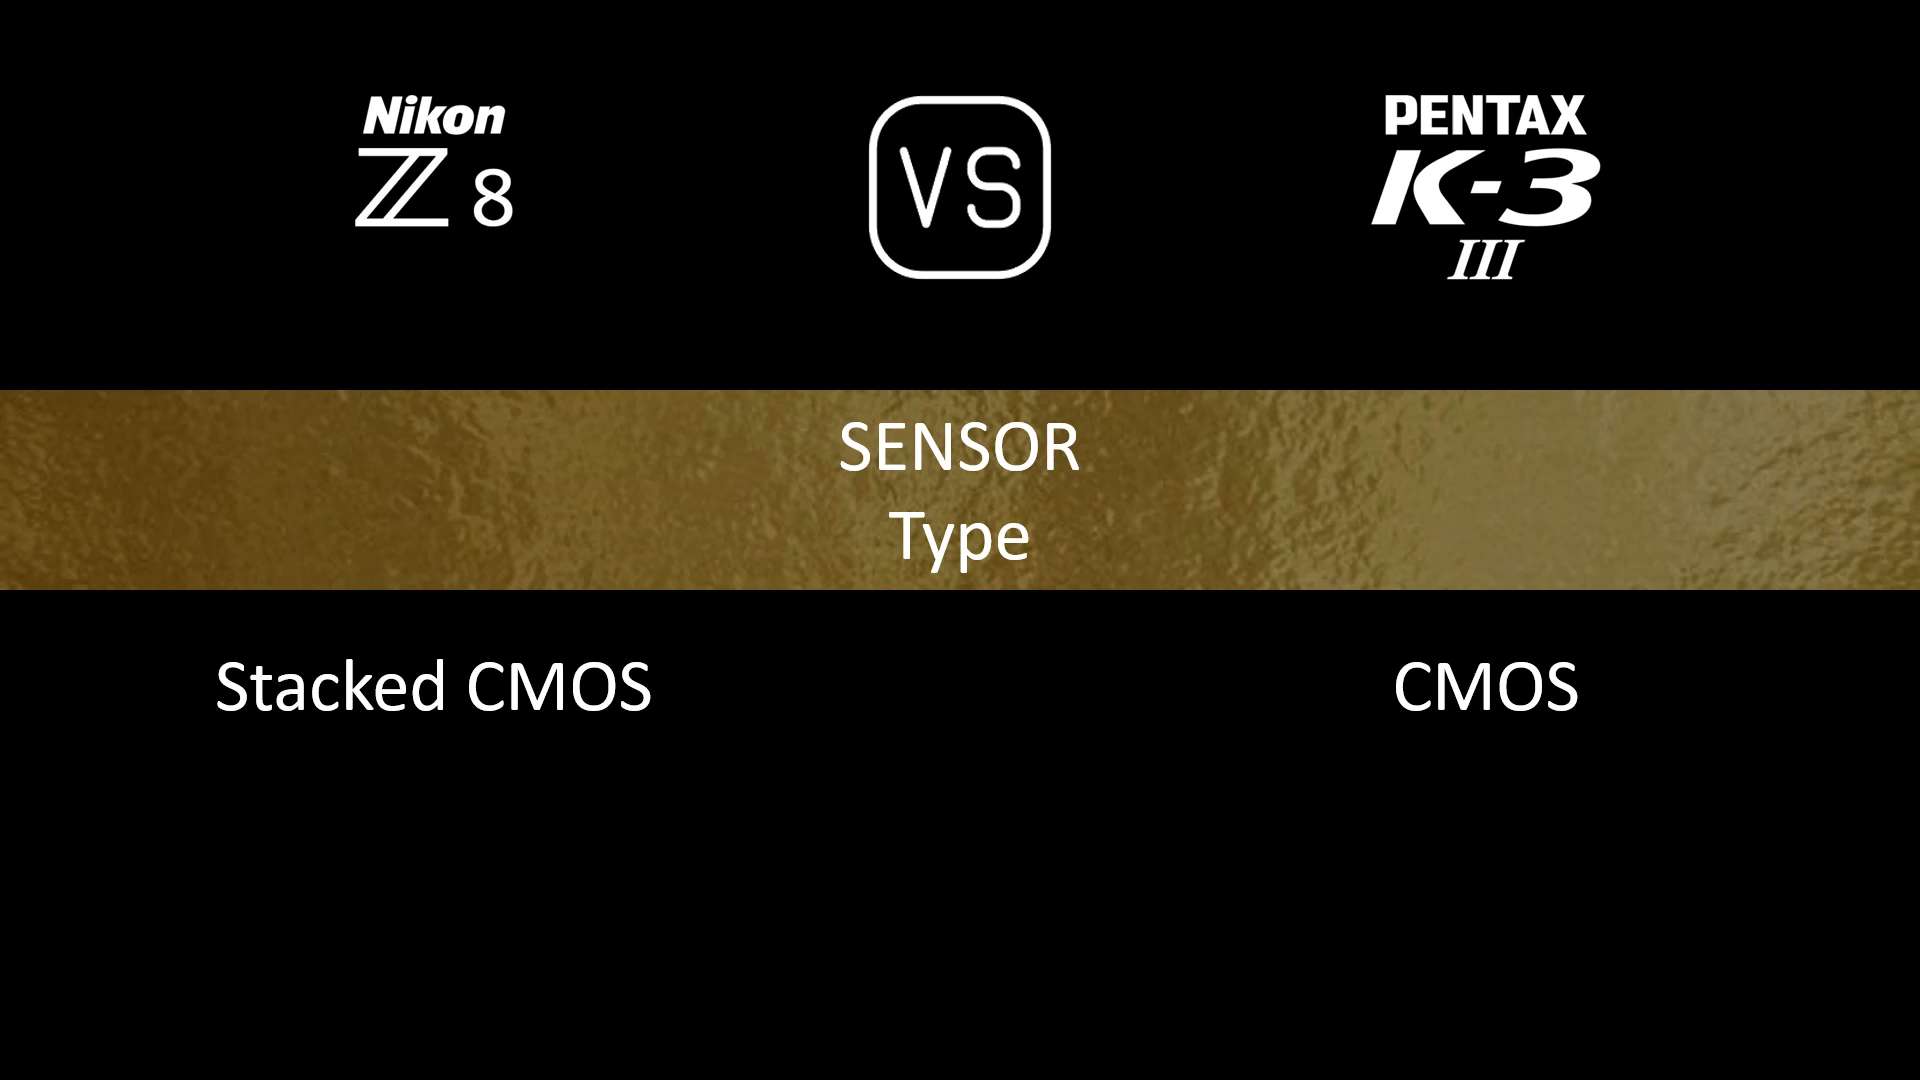 Nikon
Z 8
VS
PENTAX
K-3
III
SENSOR
Type
Stacked CMOS
CMOS